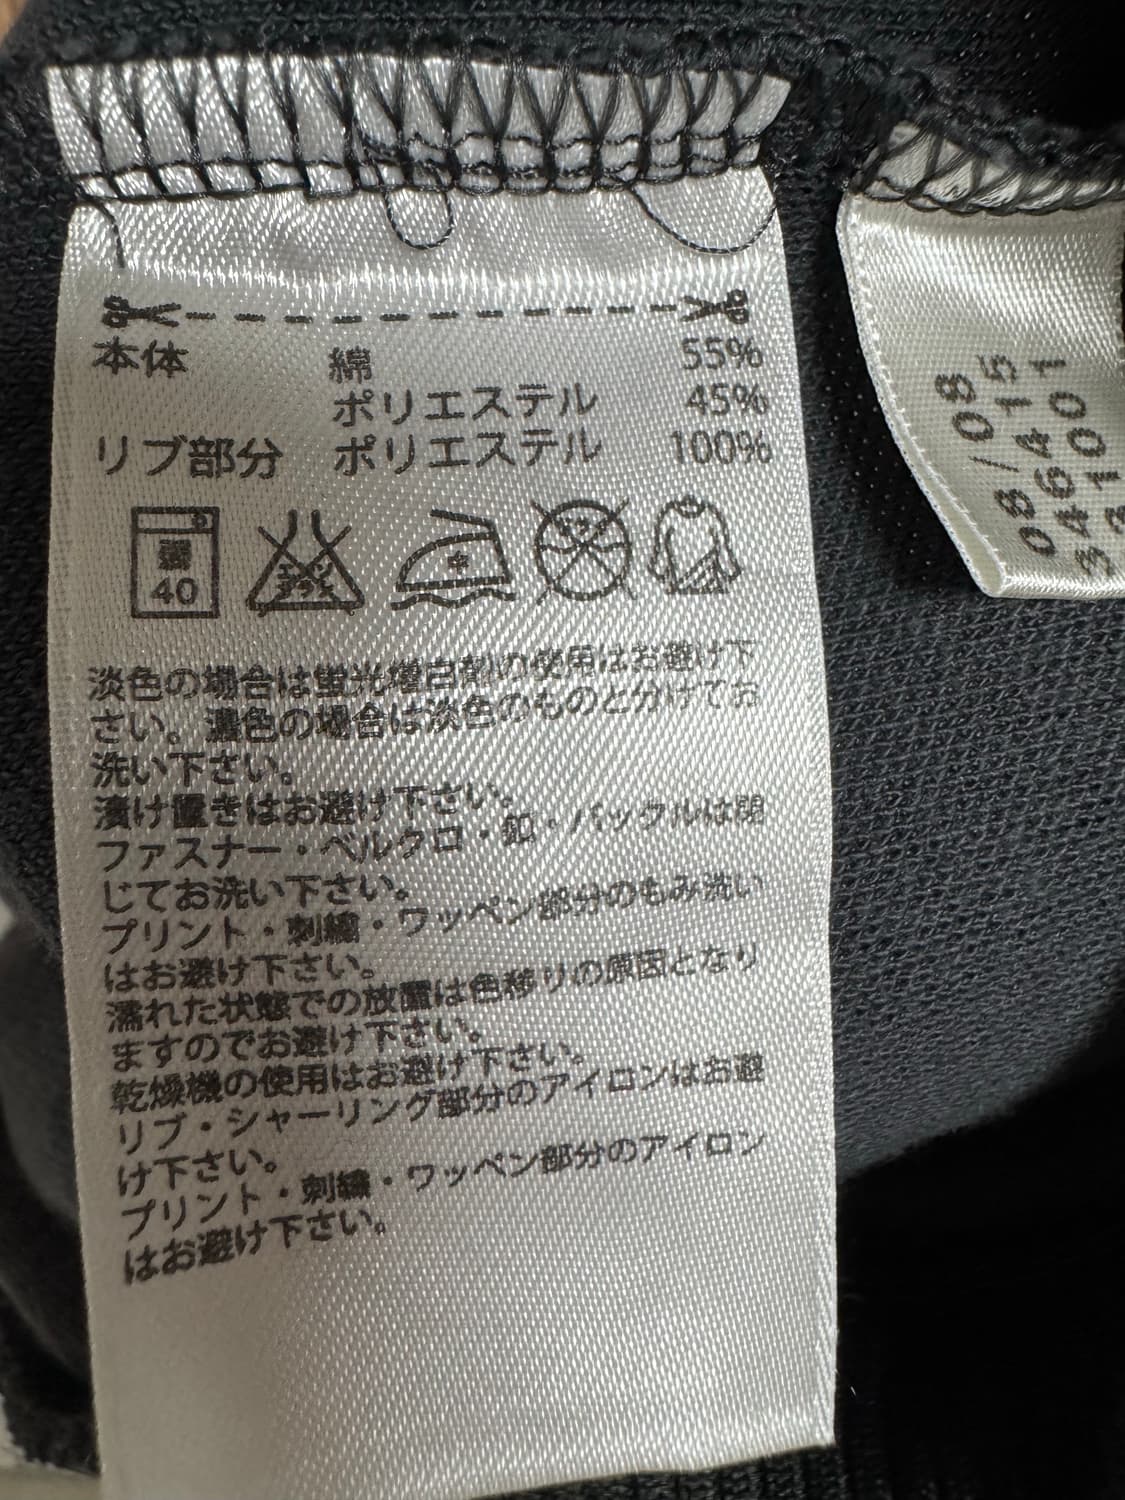 本体 綿 55%
ポリエステル 45%
リブ部分 ポリエステル 100%
弱
40
淡色の場合は蛍光増白剤の使用はお避け下
さい。濃色の場合は淡色のものと分けてお
洗い下さい。
漬け置きはお避け下さい。
ファスナー・ベルクロ・釦・バックルは閉
じてお洗い下さい。
プリント・刺繍・ワッペン部分のもみ洗い
はお避け下さい。
濡れた状態での放置は色移りの原因となり
ますのでお避け下さい。
乾燥機の使用はお避け下さい。
リブ・シャーリング部分のアイロンはお避
け下さい。
プリント・刺繍・ワッペン部分のアイロン
はお避け下さい。
08/08
046415
3461001